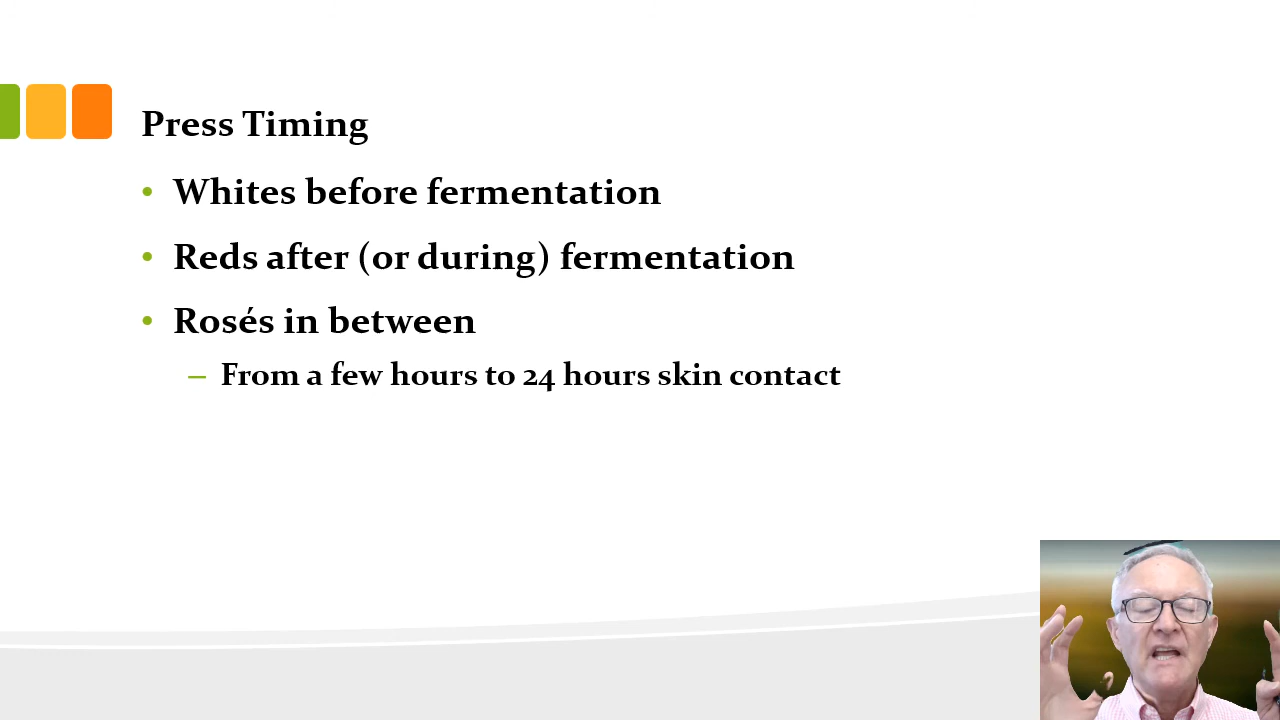 Press Timing
• Whites before fermentation
• Reds after (or during) fermentation
• Rosés in between
– From a few hours to 24 hours skin contact